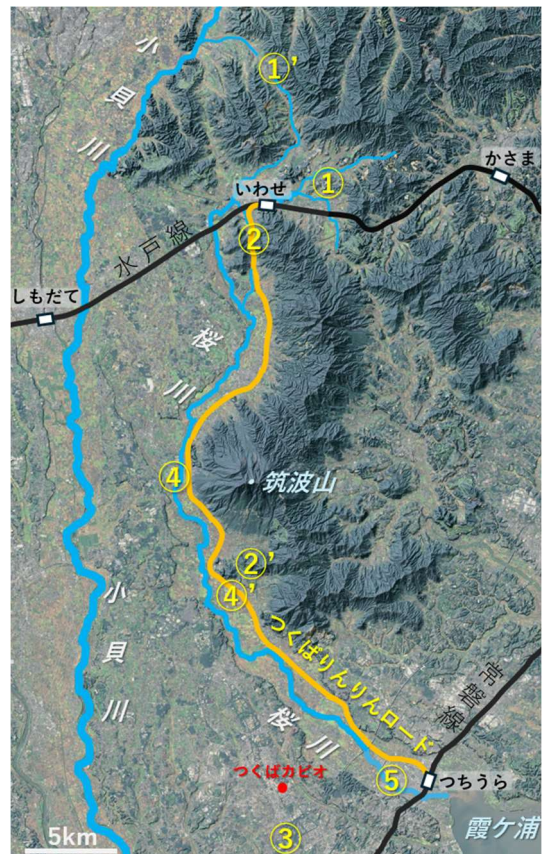 小貝川
①'
かさま
①
いわせ
②
水戸線
しもだて
桜川
④
筑波山
②'
④'
小貝川
つくばりんりんロード
常磐線
桜川
つくばカピオ
⑤
つちうら
③
霞ケ浦
5km